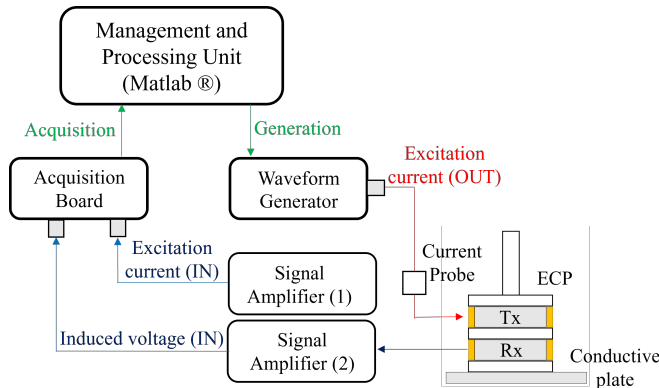 Management and
Processing Unit
(Matlab ®)
Acquisition
Generation
Acquisition
Board
Waveform
Generator
Excitation
current (OUT)
Excitation
current (IN)
Signal
Amplifier (1)
Current
Probe
ECP
Tx
Induced voltage (IN)
Signal
Amplifier (2)
Rx
Conductive
plate